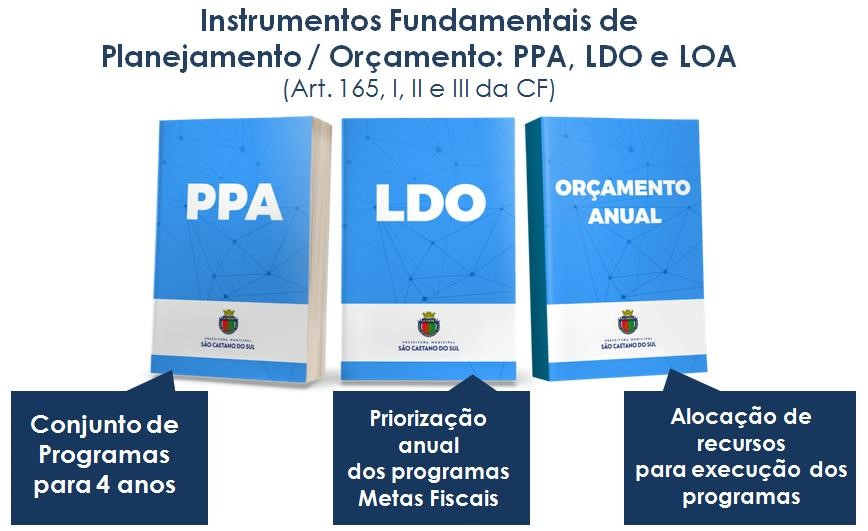 Instrumentos Fundamentais de
Planejamento / Orçamento: PPA, LDO e LOA
(Art. 165, I, II e III da CF)
PPA
LDO
ORÇAMENTO
ANUAL
PREFEITURA MUNICIPAL
SÃO CAETANO DO SUL
PREFEITURA MUNICIPAL
SÃO CAETANO DO SUL
PREFEITURA MUNICIPAL
SÃO CAETANO DO SUL
Conjunto de
Programas
para 4 anos
Priorização
anual
dos programas
Metas Fiscais
Alocação de
recursos
para execução dos
programas